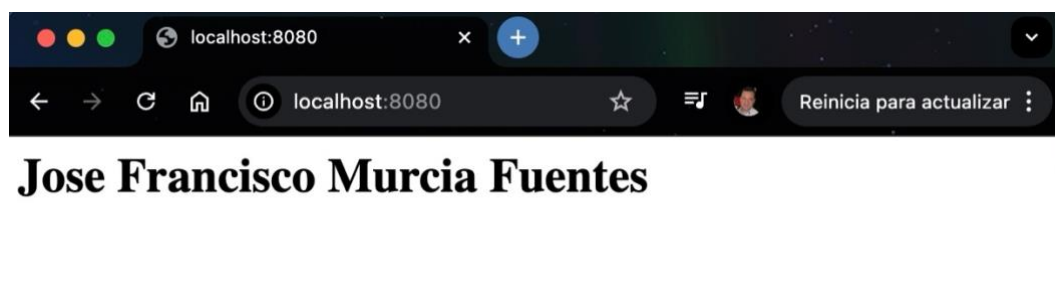 localhost:8080
localhost:8080 Reinicia para actualizar
Jose Francisco Murcia Fuentes